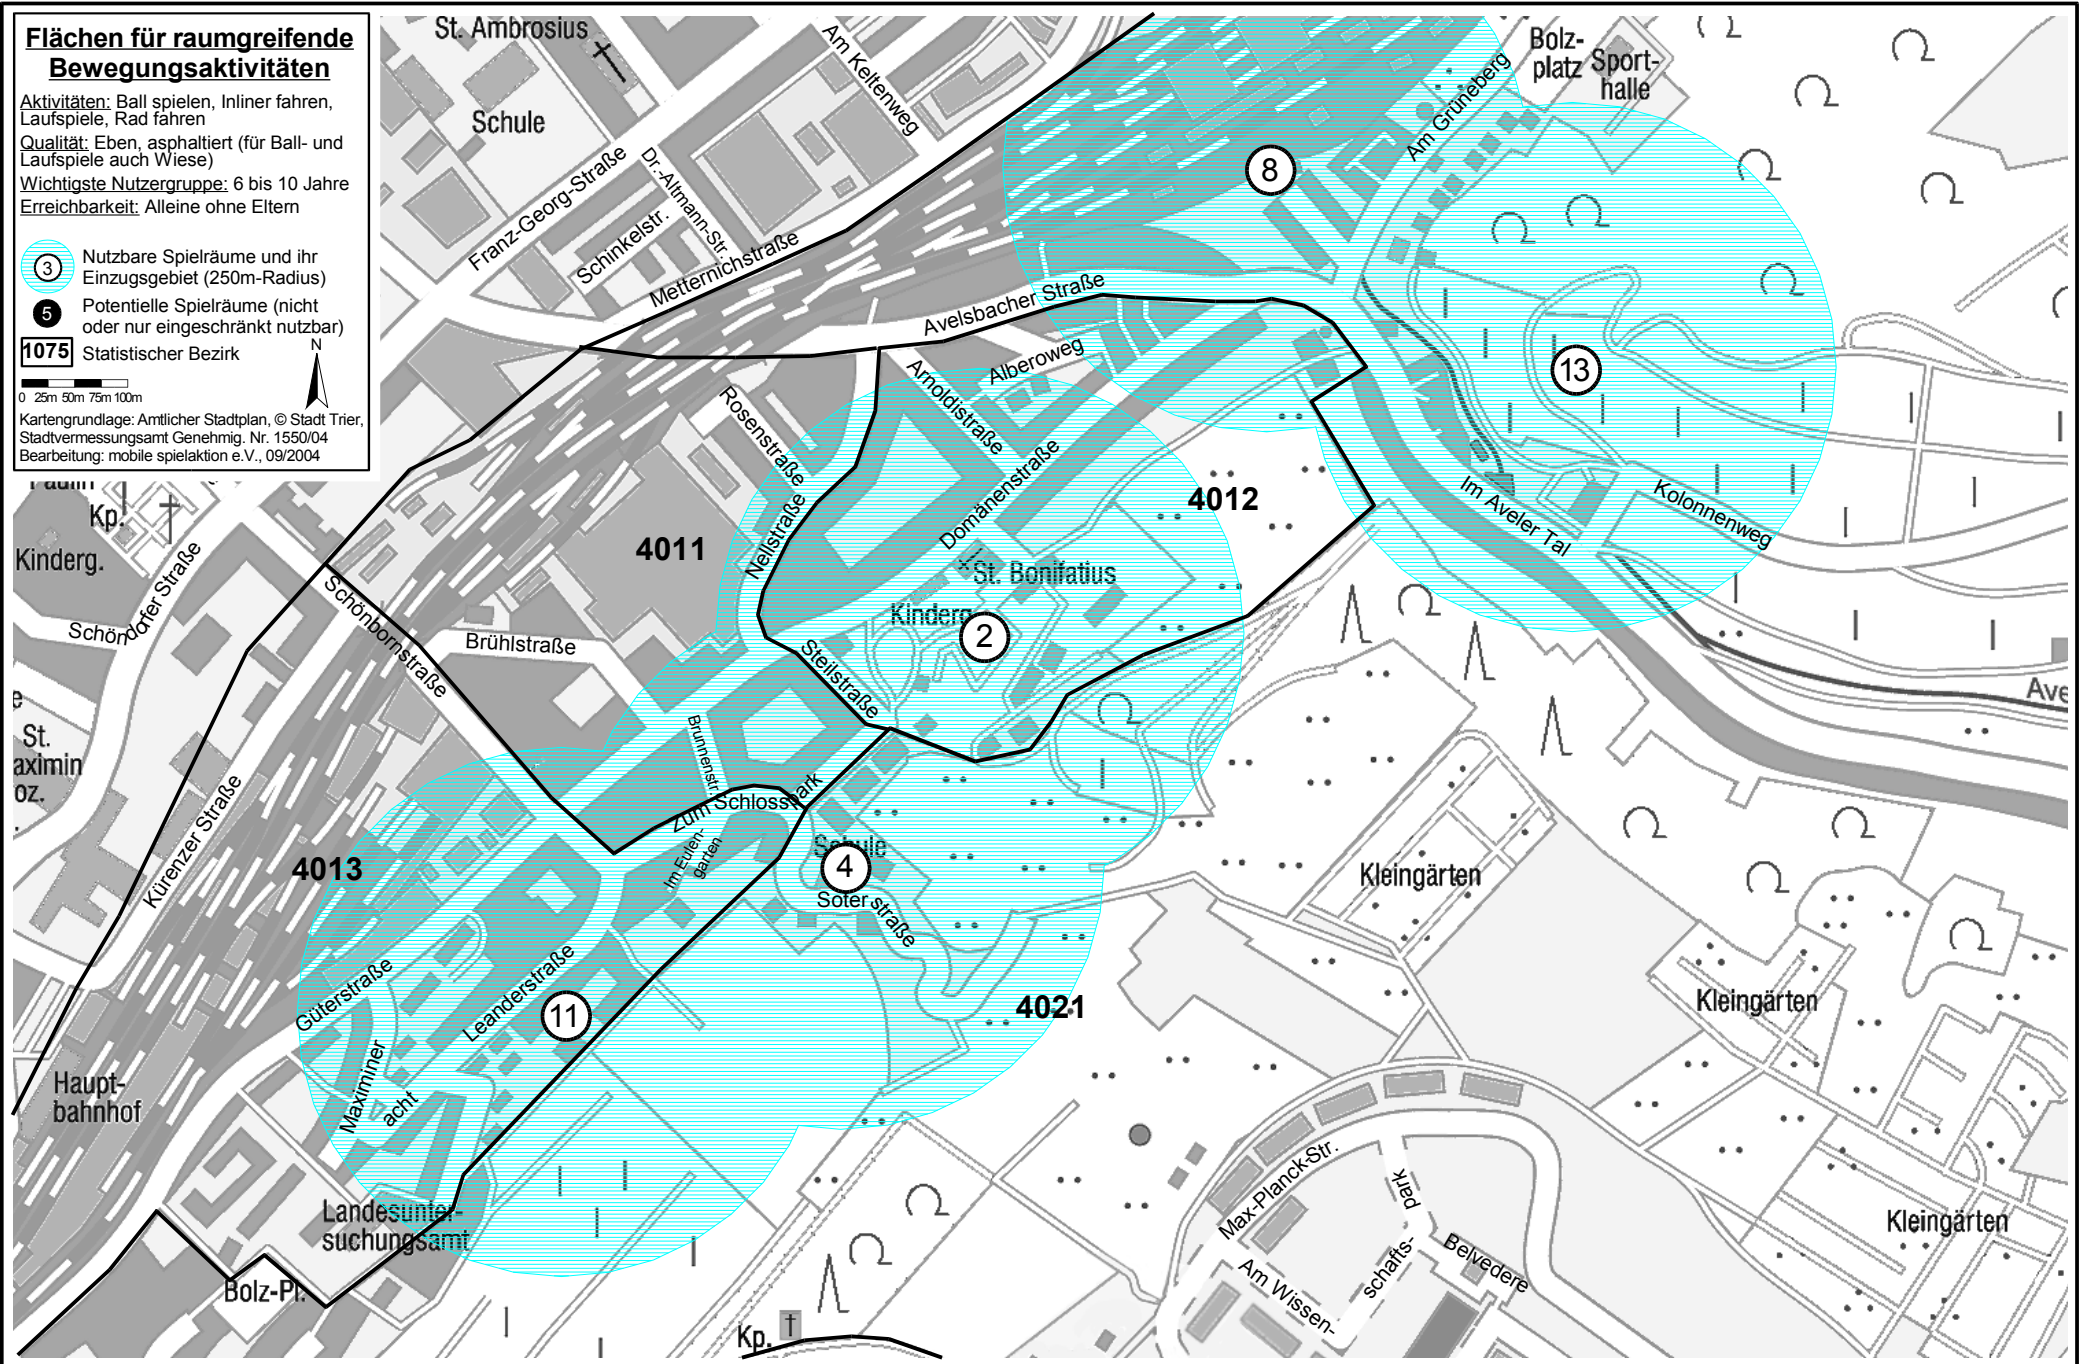 Flächen für raumgreifende
Bewegungsaktivitäten
Aktivitäten: Ball spielen, Inliner fahren,
Laufspiele, Rad fahren
Qualität: Eben, asphaltiert (für Ball- und
Laufspiele auch Wiese)
Wichtigste Nutzergruppe: 6 bis 10 Jahre
Erreichbarkeit: Alleine ohne Eltern
3 Nutzbare Spielräume und ihr
Einzugsgebiet (250m-Radius)
5 Potentielle Spielräume (nicht
oder nur eingeschränkt nutzbar)
1075 Statistischer Bezirk
N
0 25m 50m 75m 100m
Kartengrundlage: Amtlicher Stadtplan, © Stadt Trier,
Stadtvermessungsamt Genehmig. Nr. 1550/04
Bearbeitung: mobile spielaktion e.V., 09/2004
St. Ambrosius
Schule
Am Keltenweg
Franz-Georg-Straße
Dr.-Altmann-Str.
Schinkelstr.
Metternichstraße
Bolz-
platz
Sport-
halle
Am Grüneberg
8
Avelsbacher Straße
Alberoweg
Arnoldistraße
Rosenstraße
Nellstraße
Domänenstraße
13
4012
Im Aveler Tal
Kolonnenweg
Paulin
Kp.
Kinderg.
Schöndorfer Straße
4011
St. Bonifatius
Kinderg.
2
Schönbornstraße
Brühlstraße
Steilstraße
Ave
St.
aximin
oz.
Kürenzer Straße
Brunnenstr.
Zum Schlosspark
Im Eulen-
garten
Schule
4
Soterstraße
4013
Kleingärten
Güterstraße
Leanderstraße
11
4021
Kleingärten
Maximiner
acht
Haupt-
bahnhof
Landesunter-
suchungsamt
Bolz-Pl.
Max-Planck-Str.
Am Wissen-
schafts-
park
Belvedere
Kleingärten
Kp.